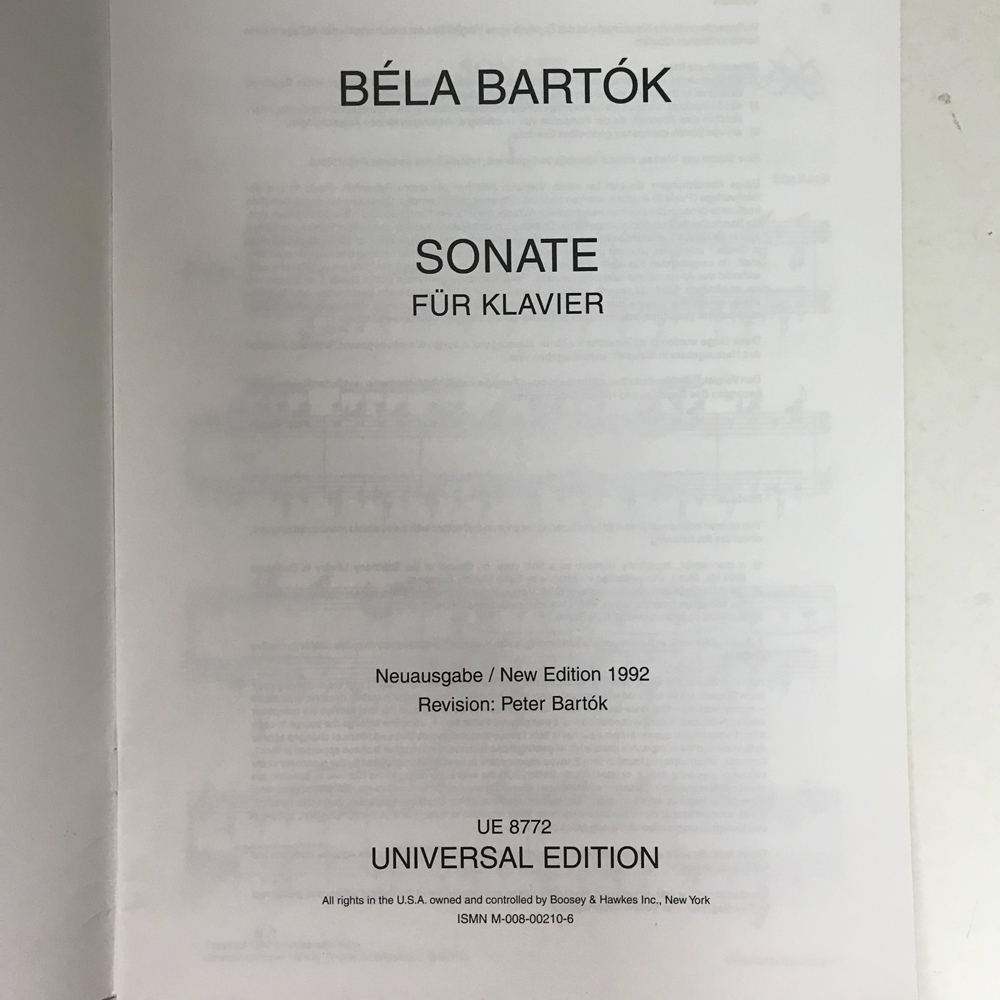 BÉLA BARTÓK
SONATE
FÜR KLAVIER
Neuausgabe / New Edition 1992
Revision: Peter Bartók
UE 8772
UNIVERSAL EDITION
All rights in the U.S.A. owned and controlled by Boosey & Hawkes Inc., New York
ISMN M-008-00210-6